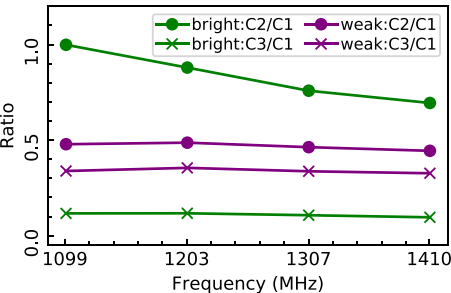 bright:C2/C1 weak:C2/C1
bright:C3/C1 weak:C3/C1
1.0
0.5
0.0
Ratio
1099 1203 1307 1410
Frequency (MHz)